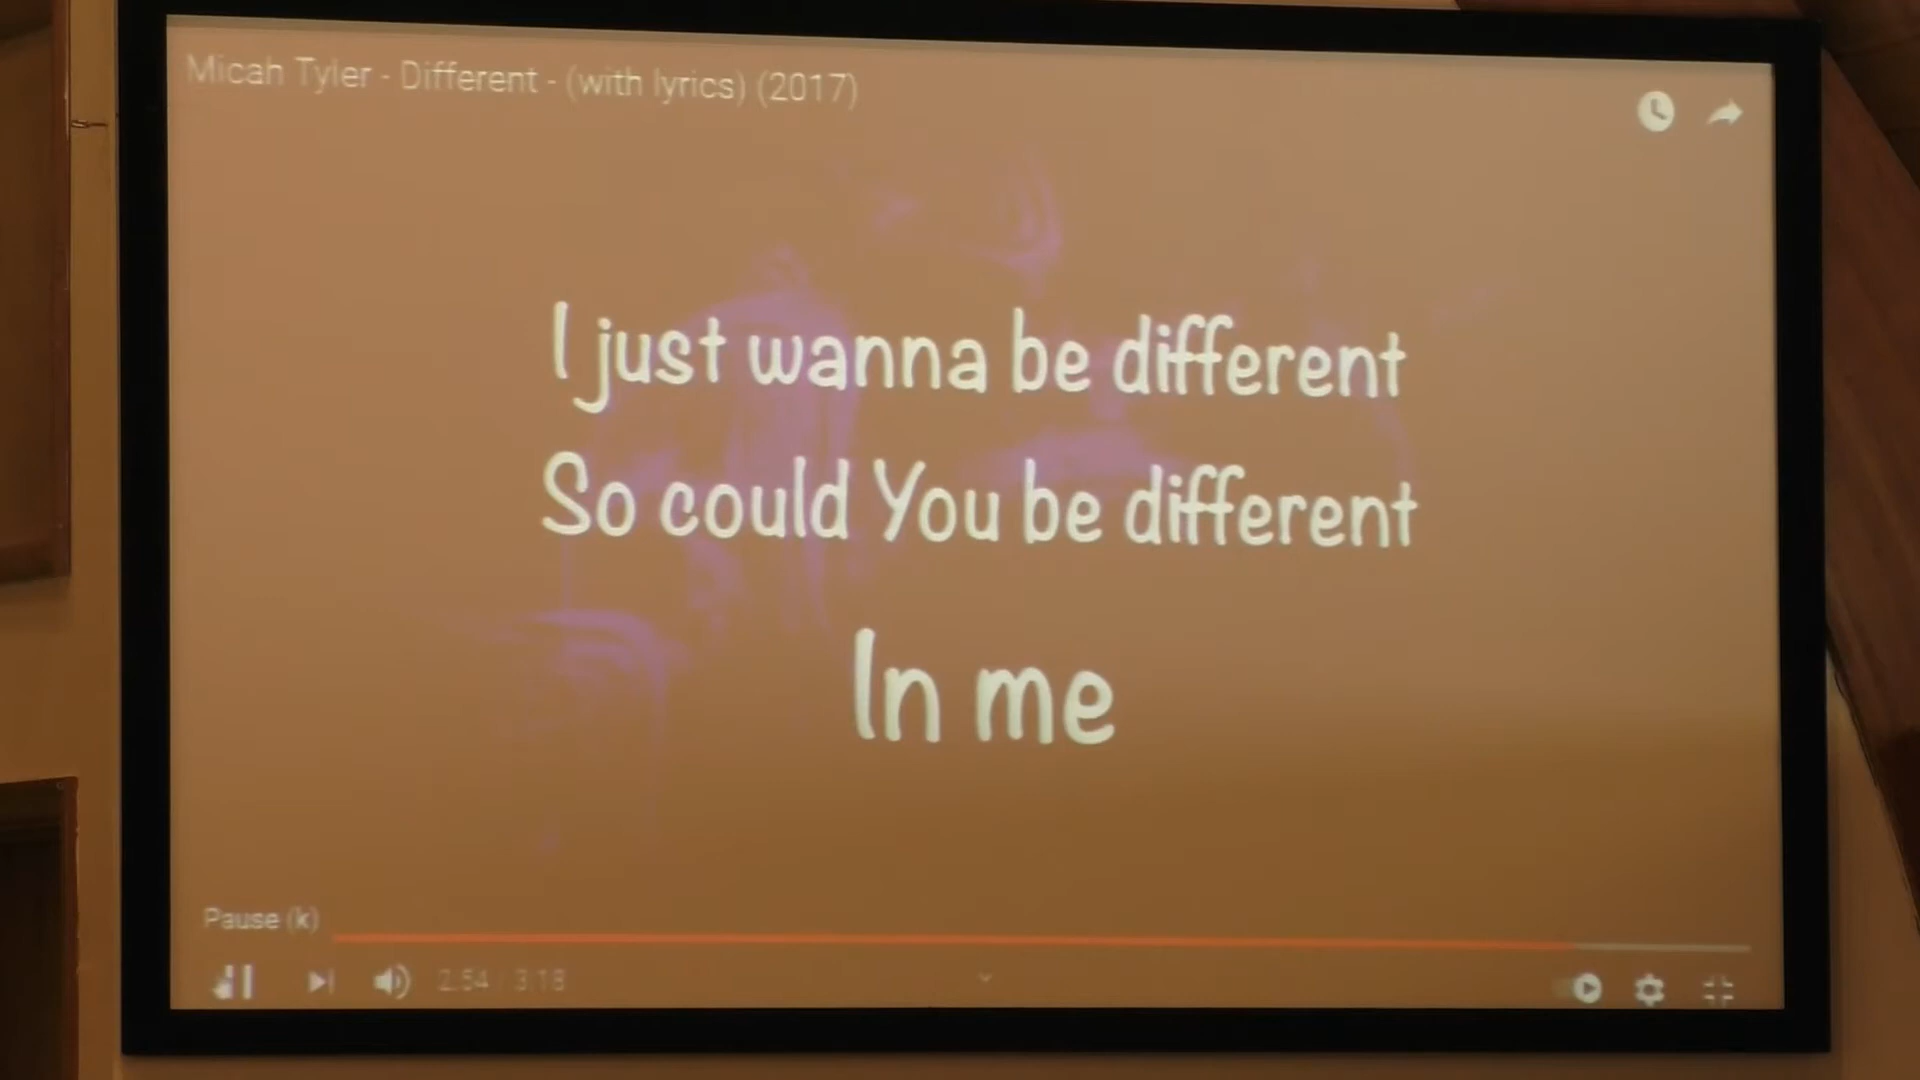 Micah Tyler - Different - (with lyrics) (2017)
I just wanna be different
So could You be different
In me
Pause (k)
2:54 / 3:18